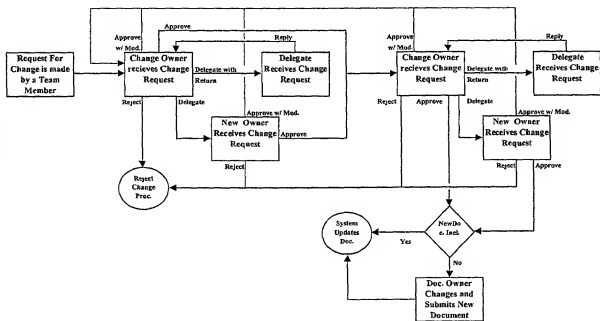 Request For
Change is made
by a Team
Member
Approve
w/ Mod.
Approve
Reply
Change Owner
recieves Change
Request
Delegate with
Return
Delegate
Receives Change
Request
Reject
Delegate
Approve w/ Mod.
New Owner
Receives Change
Request
Approve
Reject
Reject
Change
Proc.
Approve
w/ Mod.
Reply
Change Owner
recieves Change
Request
Delegate with
Return
Delegate
Receives Change
Request
Reject
Approve
Delegate
Approve w/ Mod.
New Owner
Receives Change
Request
Reject
Approve
System
Updates
Doc.
Yes
NewDo
c. Incl.
No
Doc. Owner
Changes and
Submits New
Document